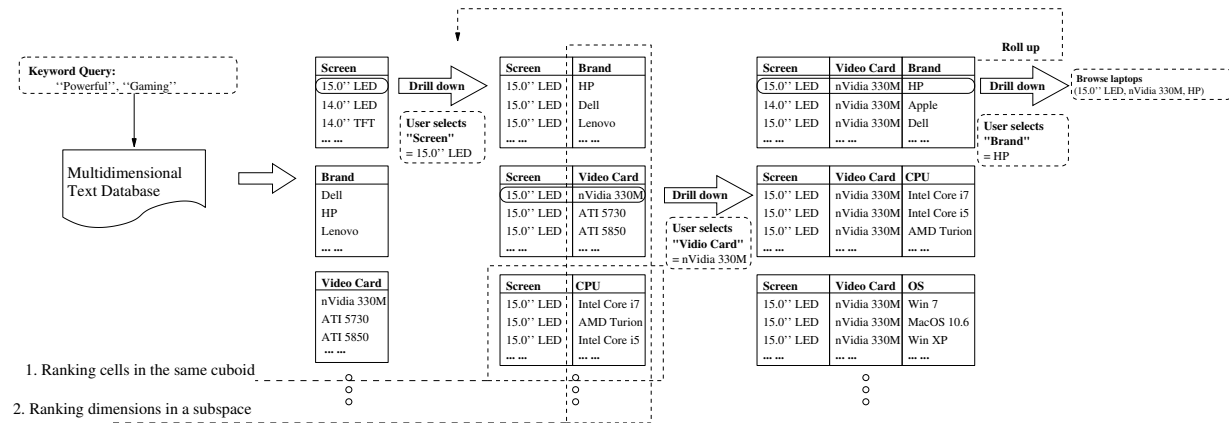 Keyword Query:
‘‘Powerful’’, ‘‘Gaming’’
Multidimensional
Text Database
Screen
15.0’’ LED
14.0’’ LED
14.0’’ TFT
... ...
Brand
Dell
HP
Lenovo
... ...
Video Card
nVidia 330M
ATI 5730
ATI 5850
... ...
Drill down
User selects
"Screen"
= 15.0’’ LED
Screen Brand
15.0’’ LED HP
15.0’’ LED Dell
15.0’’ LED Lenovo
... ... ... ...
Screen Video Card
15.0’’ LED nVidia 330M
15.0’’ LED ATI 5730
15.0’’ LED ATI 5850
... ... ... ...
Screen CPU
15.0’’ LED Intel Core i7
15.0’’ LED AMD Turion
15.0’’ LED Intel Core i5
... ... ... ...
Drill down
User selects
"Vidio Card"
= nVidia 330M
Screen Video Card Brand
15.0’’ LED nVidia 330M HP
14.0’’ LED nVidia 330M Apple
15.0’’ LED nVidia 330M Dell
... ... ... ... ... ...
Screen Video Card CPU
15.0’’ LED nVidia 330M Intel Core i7
15.0’’ LED nVidia 330M Intel Core i5
15.0’’ LED nVidia 330M AMD Turion
... ... ... ... ... ...
Screen Video Card OS
15.0’’ LED nVidia 330M Win 7
15.0’’ LED nVidia 330M MacOS 10.6
15.0’’ LED nVidia 330M Win XP
... ... ... ... ... ...
Roll up
Drill down
User selects
"Brand"
= HP
Browse laptops
(15.0’’ LED, nVidia 330M, HP)
1. Ranking cells in the same cuboid
2. Ranking dimensions in a subspace